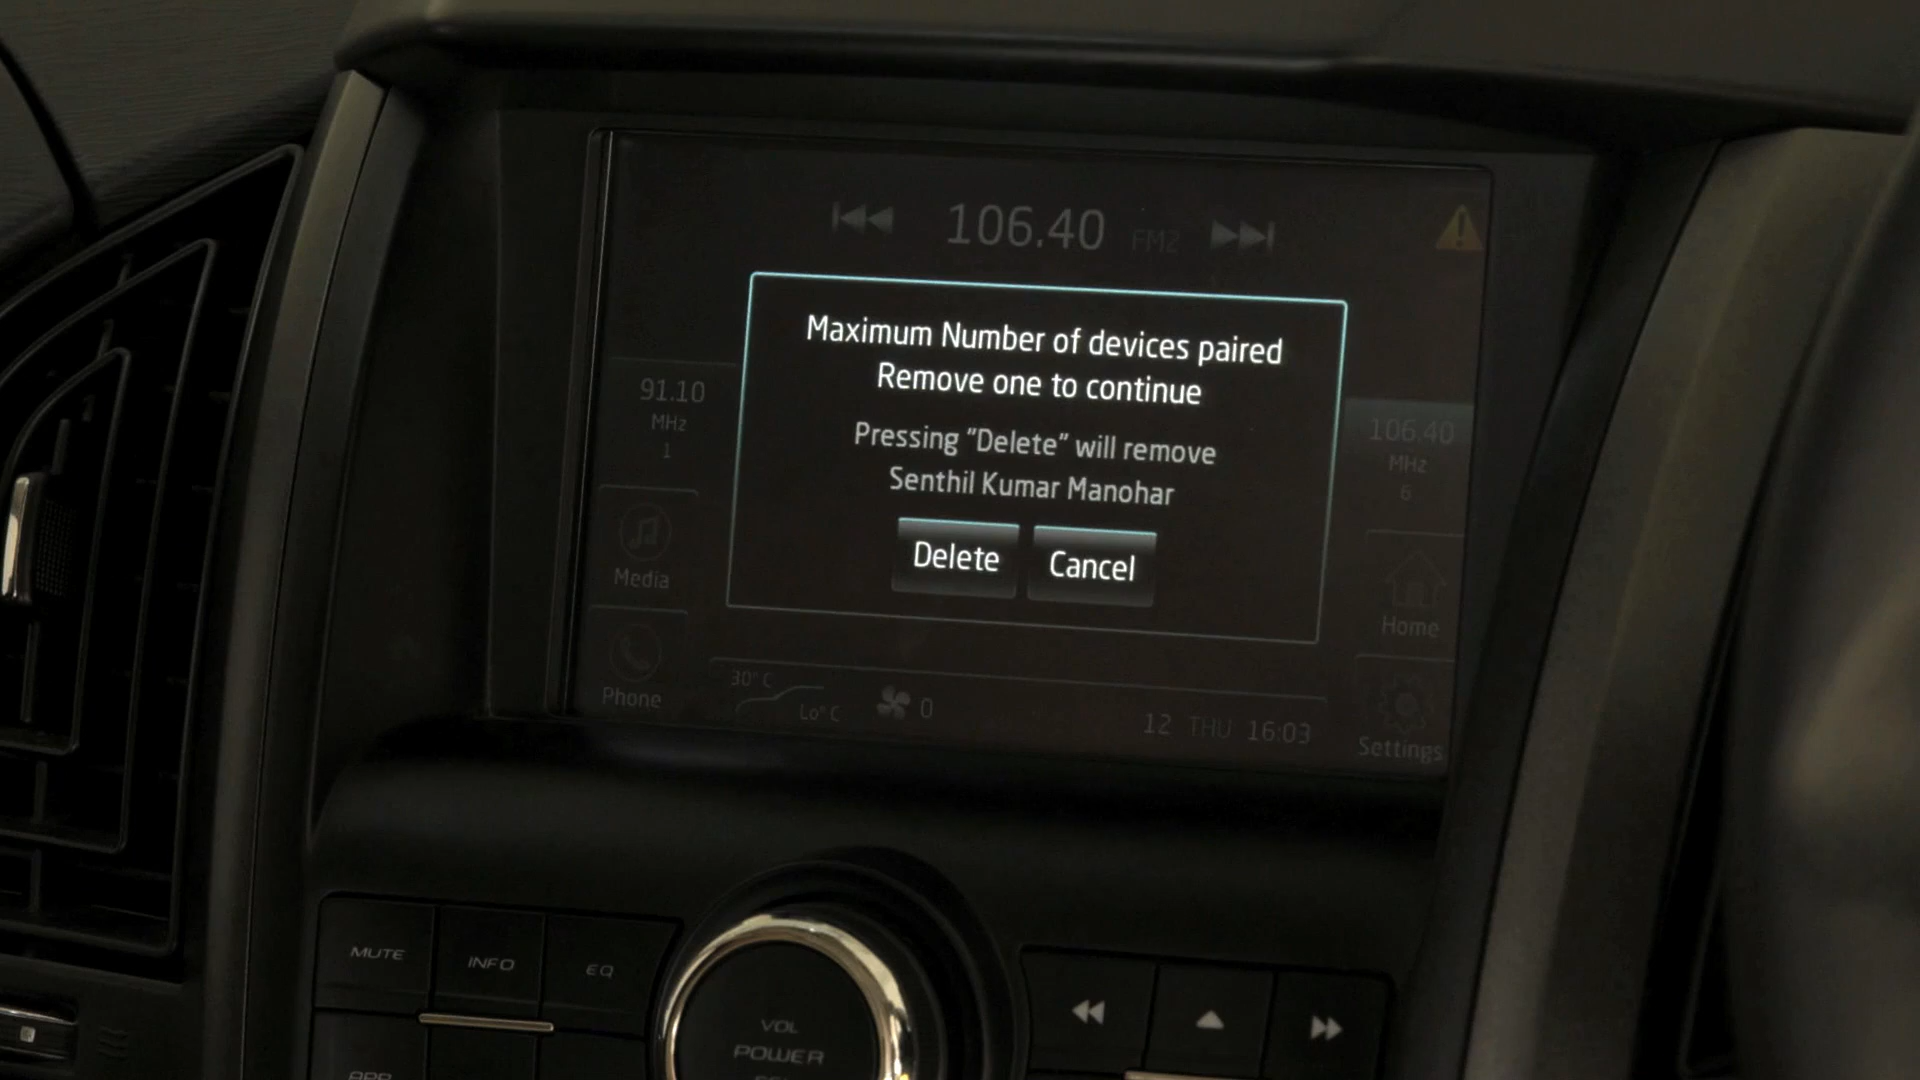 106.40 FM2
Maximum Number of devices paired
Remove one to continue
Pressing "Delete" will remove
Senthil Kumar Manohar
Delete Cancel
91.10
MHz
1
106.40
MHz
6
Media
Phone
Home
Settings
30° C
Lo° C
0
12 THU 16:03
MUTE INFO EQ
VOL
POWER